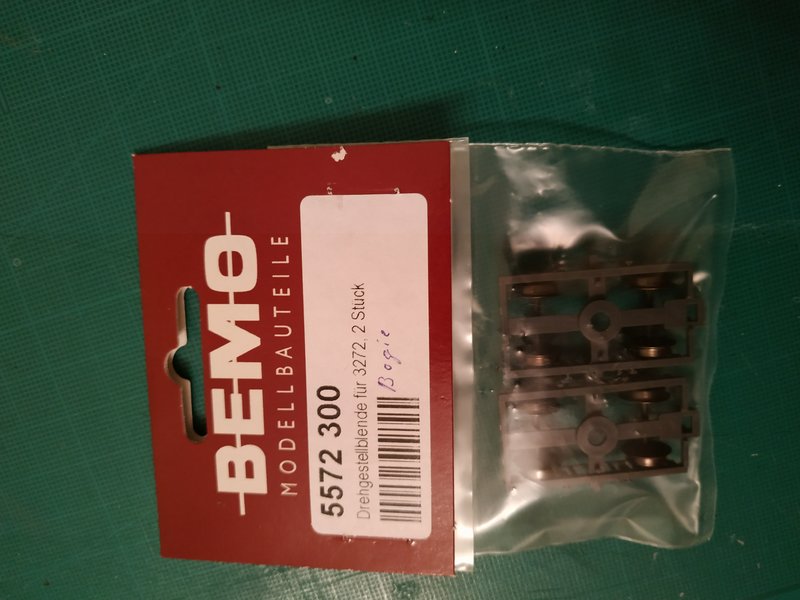 BEMO
MODELLBAUTEILE
5572 300
Drehgestellblende für 3272, 2 Stück
Bogie